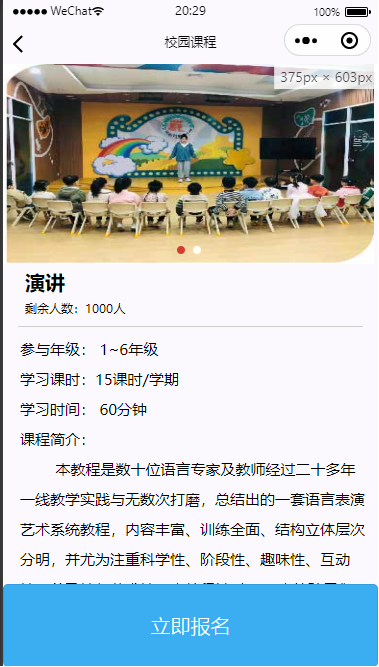 WeChat
20:29
100%
校园课程
375px × 603px
演讲
剩余人数：1000人
参与年级： 1~6年级
学习课时：15课时/学期
学习时间： 60分钟
课程简介：
本教程是数十位语言专家及教师经过二十多年
一线教学实践与无数次打磨，总结出的一套语言表演
艺术系统教程，内容丰富、训练全面、结构立体层次
分明，并尤为注重科学性、阶段性、趣味性、互动
立即报名